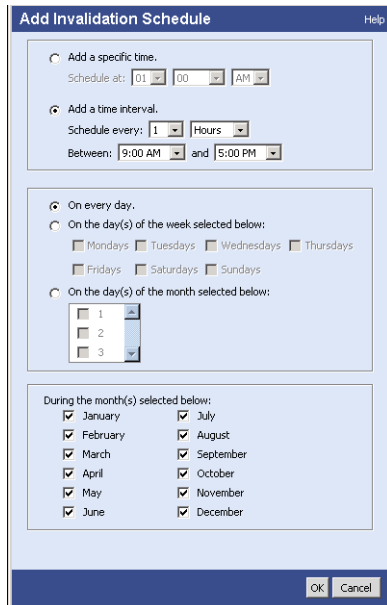 Add Invalidation Schedule Help
Add a specific time.
Schedule at: 01 00 AM
Add a time interval.
Schedule every: 1 Hours
Between: 9:00 AM and 5:00 PM
On every day.
On the day(s) of the week selected below:
Mondays Tuesdays Wednesdays Thursdays
Fridays Saturdays Sundays
On the day(s) of the month selected below:
1
2
3
During the month(s) selected below:
January July
February August
March September
April October
May November
June December
OK Cancel